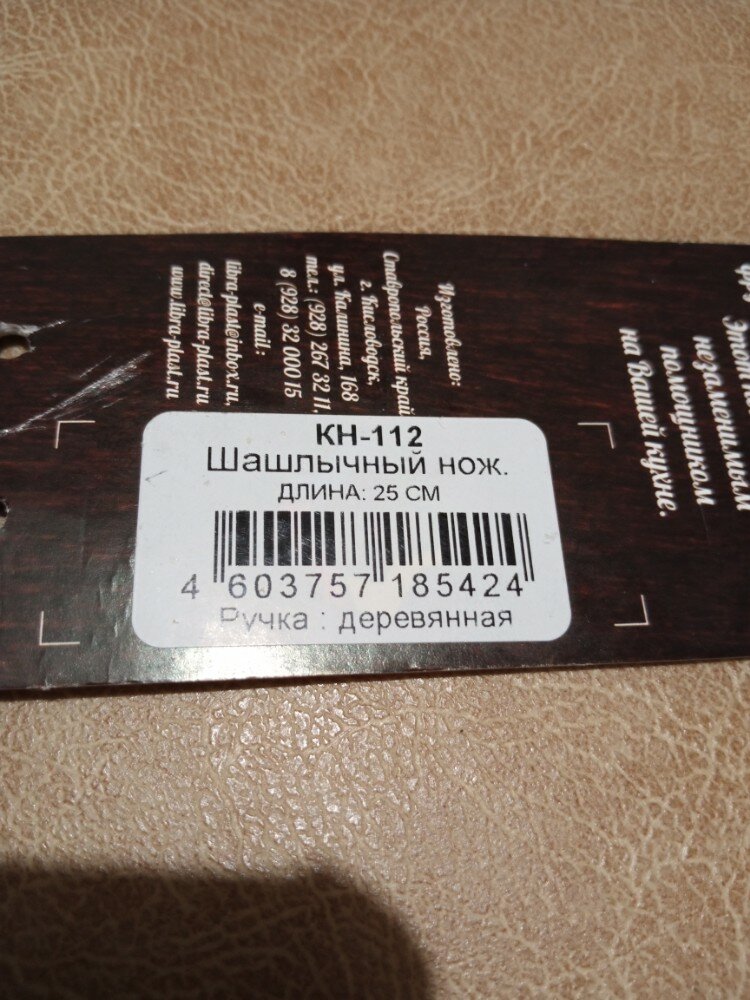 КН-112
Шашлычный нож.
ДЛИНА: 25 СМ
4 603757 185424
Ручка : деревянная
Изготовлено:
Россия,
Ставропольский край
г. Кисловодск,
ул. Калинина, 168
тел.: (928) 267 32 11,
8 (928) 32 000 15
e-mail:
libra-plast@inbox.ru,
direct@libra-plast.ru
www.libra-plast.ru
незаменимым
помощником
на Вашей кухне.